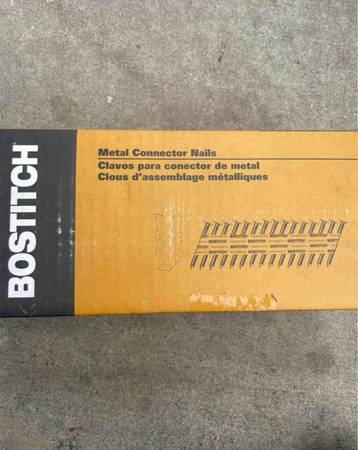 BOSTITCH
Metal Connector Nails
Clavos para conector de metal
Clous d'assemblage métalliques